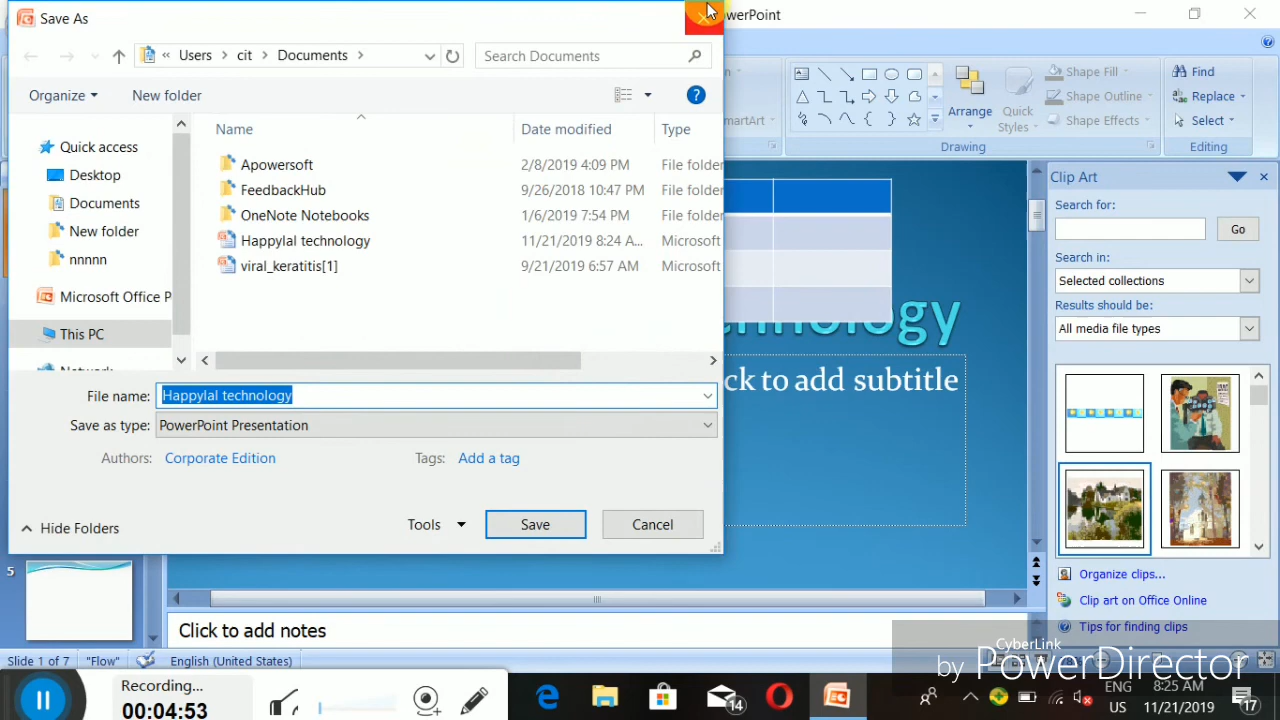 Save As
werPoint
« Users › cit › Documents ›
Search Documents
Organize
New folder
Name
Date modified
Type
Quick access
Desktop
Documents
New folder
nnnnn
Microsoft Office P
This PC
Apowersoft 2/8/2019 4:09 PM File folder
FeedbackHub 9/26/2018 10:47 PM File folder
OneNote Notebooks 1/6/2019 7:54 PM File folder
Happylal technology 11/21/2019 8:24 A... Microsoft
viral_keratitis[1] 9/21/2019 6:57 AM Microsoft
File name: Happylal technology
Save as type: PowerPoint Presentation
Authors: Corporate Edition
Tags: Add a tag
Hide Folders
Tools
Save
Cancel
martArt
Arrange
Quick Styles
Shape Fill
Shape Outline
Shape Effects
Drawing
Find
Replace
Select
Editing
hnology
ck to add subtitle
Clip Art
Search for:
Go
Search in:
Selected collections
Results should be:
All media file types
Organize clips...
Clip art on Office Online
Tips for finding clips
5
Click to add notes
Slide 1 of 7
"Flow"
English (United States)
CyberLink
by PowerDirector
Recording...
00:04:53
14
ENG
US
8:25 AM
11/21/2019
17